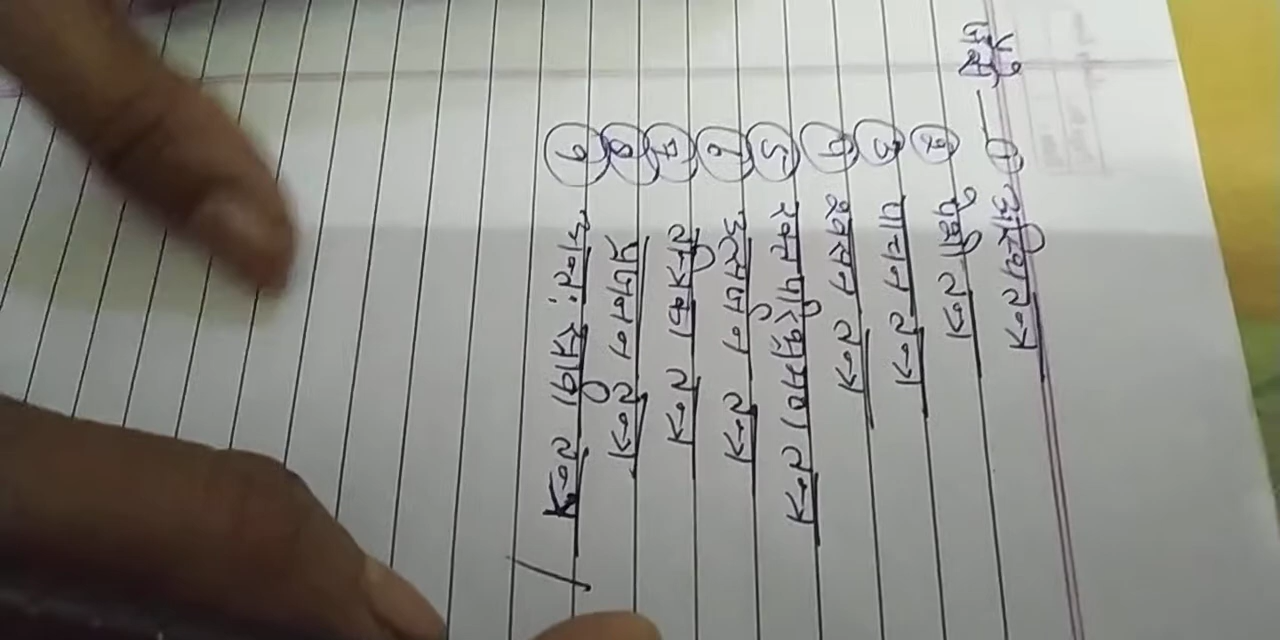 ① अस्थि तन्त्र
② पेशी तन्त्र
③ पाचन तन्त्र
④ श्वसन तन्त्र
⑤ रक्त परिभ्रमण तन्त्र
⑥ उत्सर्जन तन्त्र
⑦ तन्त्रिका तन्त्र
⑧ प्रजनन तन्त्र
⑨ अन्तः स्रावी तन्त्र